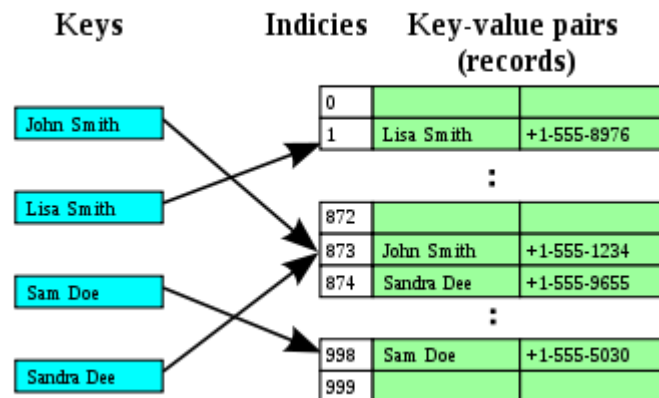 Keys
Indicies
Key-value pairs
(records)
John Smith
Lisa Smith
Sam Doe
Sandra Dee
0
1 Lisa Smith +1-555-8976
:
872
873 John Smith +1-555-1234
874 Sandra Dee +1-555-9655
:
998 Sam Doe +1-555-5030
999